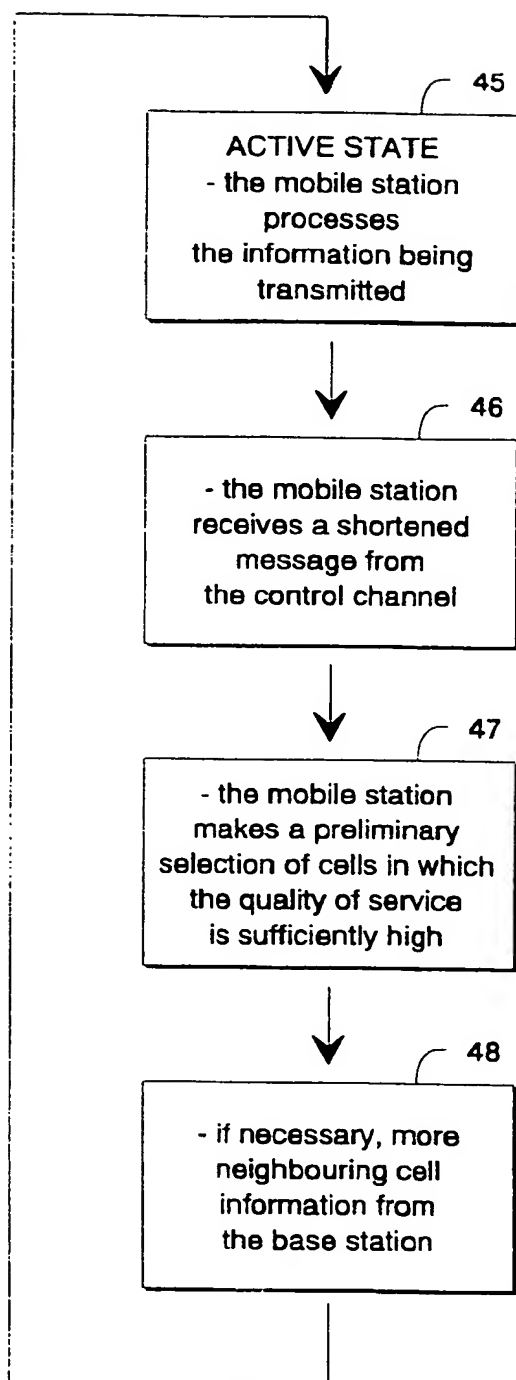 45
ACTIVE STATE
- the mobile station
processes
the information being
transmitted
46
- the mobile station
receives a shortened
message from
the control channel
47
- the mobile station
makes a preliminary
selection of cells in which
the quality of service
is sufficiently high
48
- if necessary, more
neighbouring cell
information from
the base station